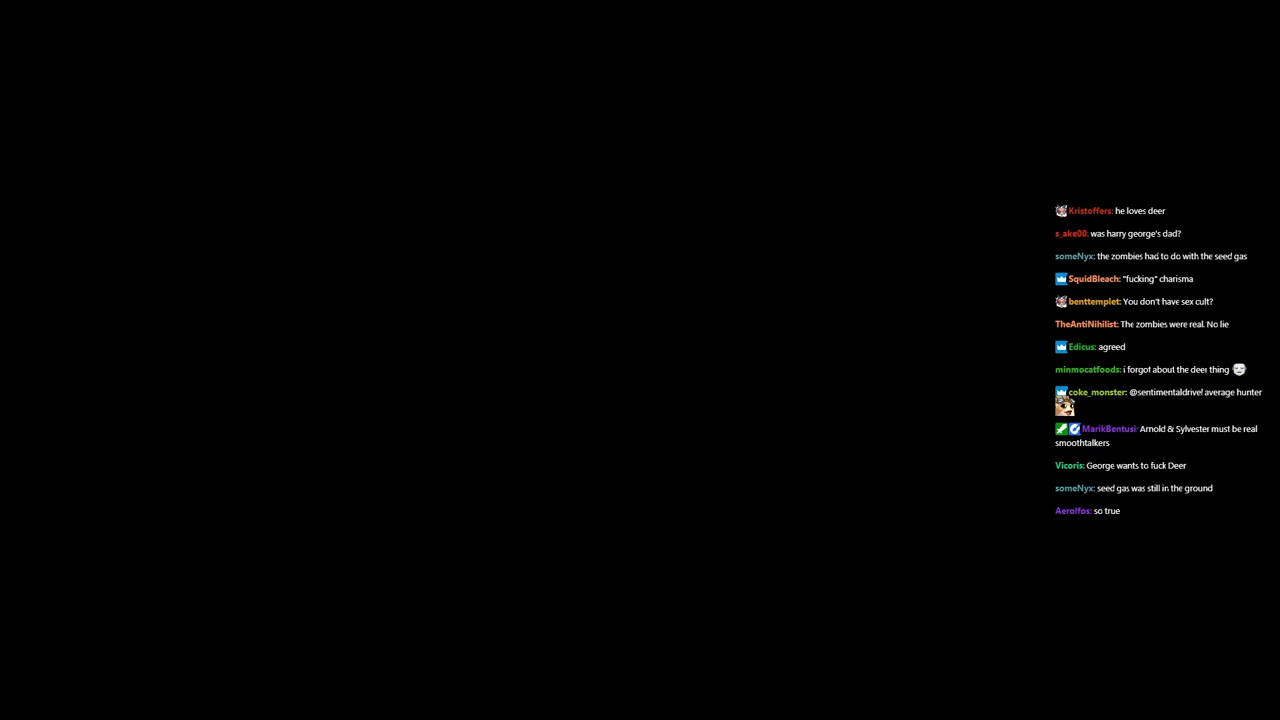 Kristoffers: he loves deer
s_ake00: was harry george's dad?
someNyx: the zombies had to do with the seed gas
SquidBleach: "fucking" charisma
benttemplet: You don't have sex cult?
TheAntiNihilist: The zombies were real. No lie
Edicus: agreed
minmocatfoods: i forgot about the deer thing
coke_monster: @sentimentaldrive! average hunter
MarikBentusi: Arnold & Sylvester must be real
smoothtalkers
Vicoris: George wants to fuck Deer
someNyx: seed gas was still in the ground
Aerolfos: so true